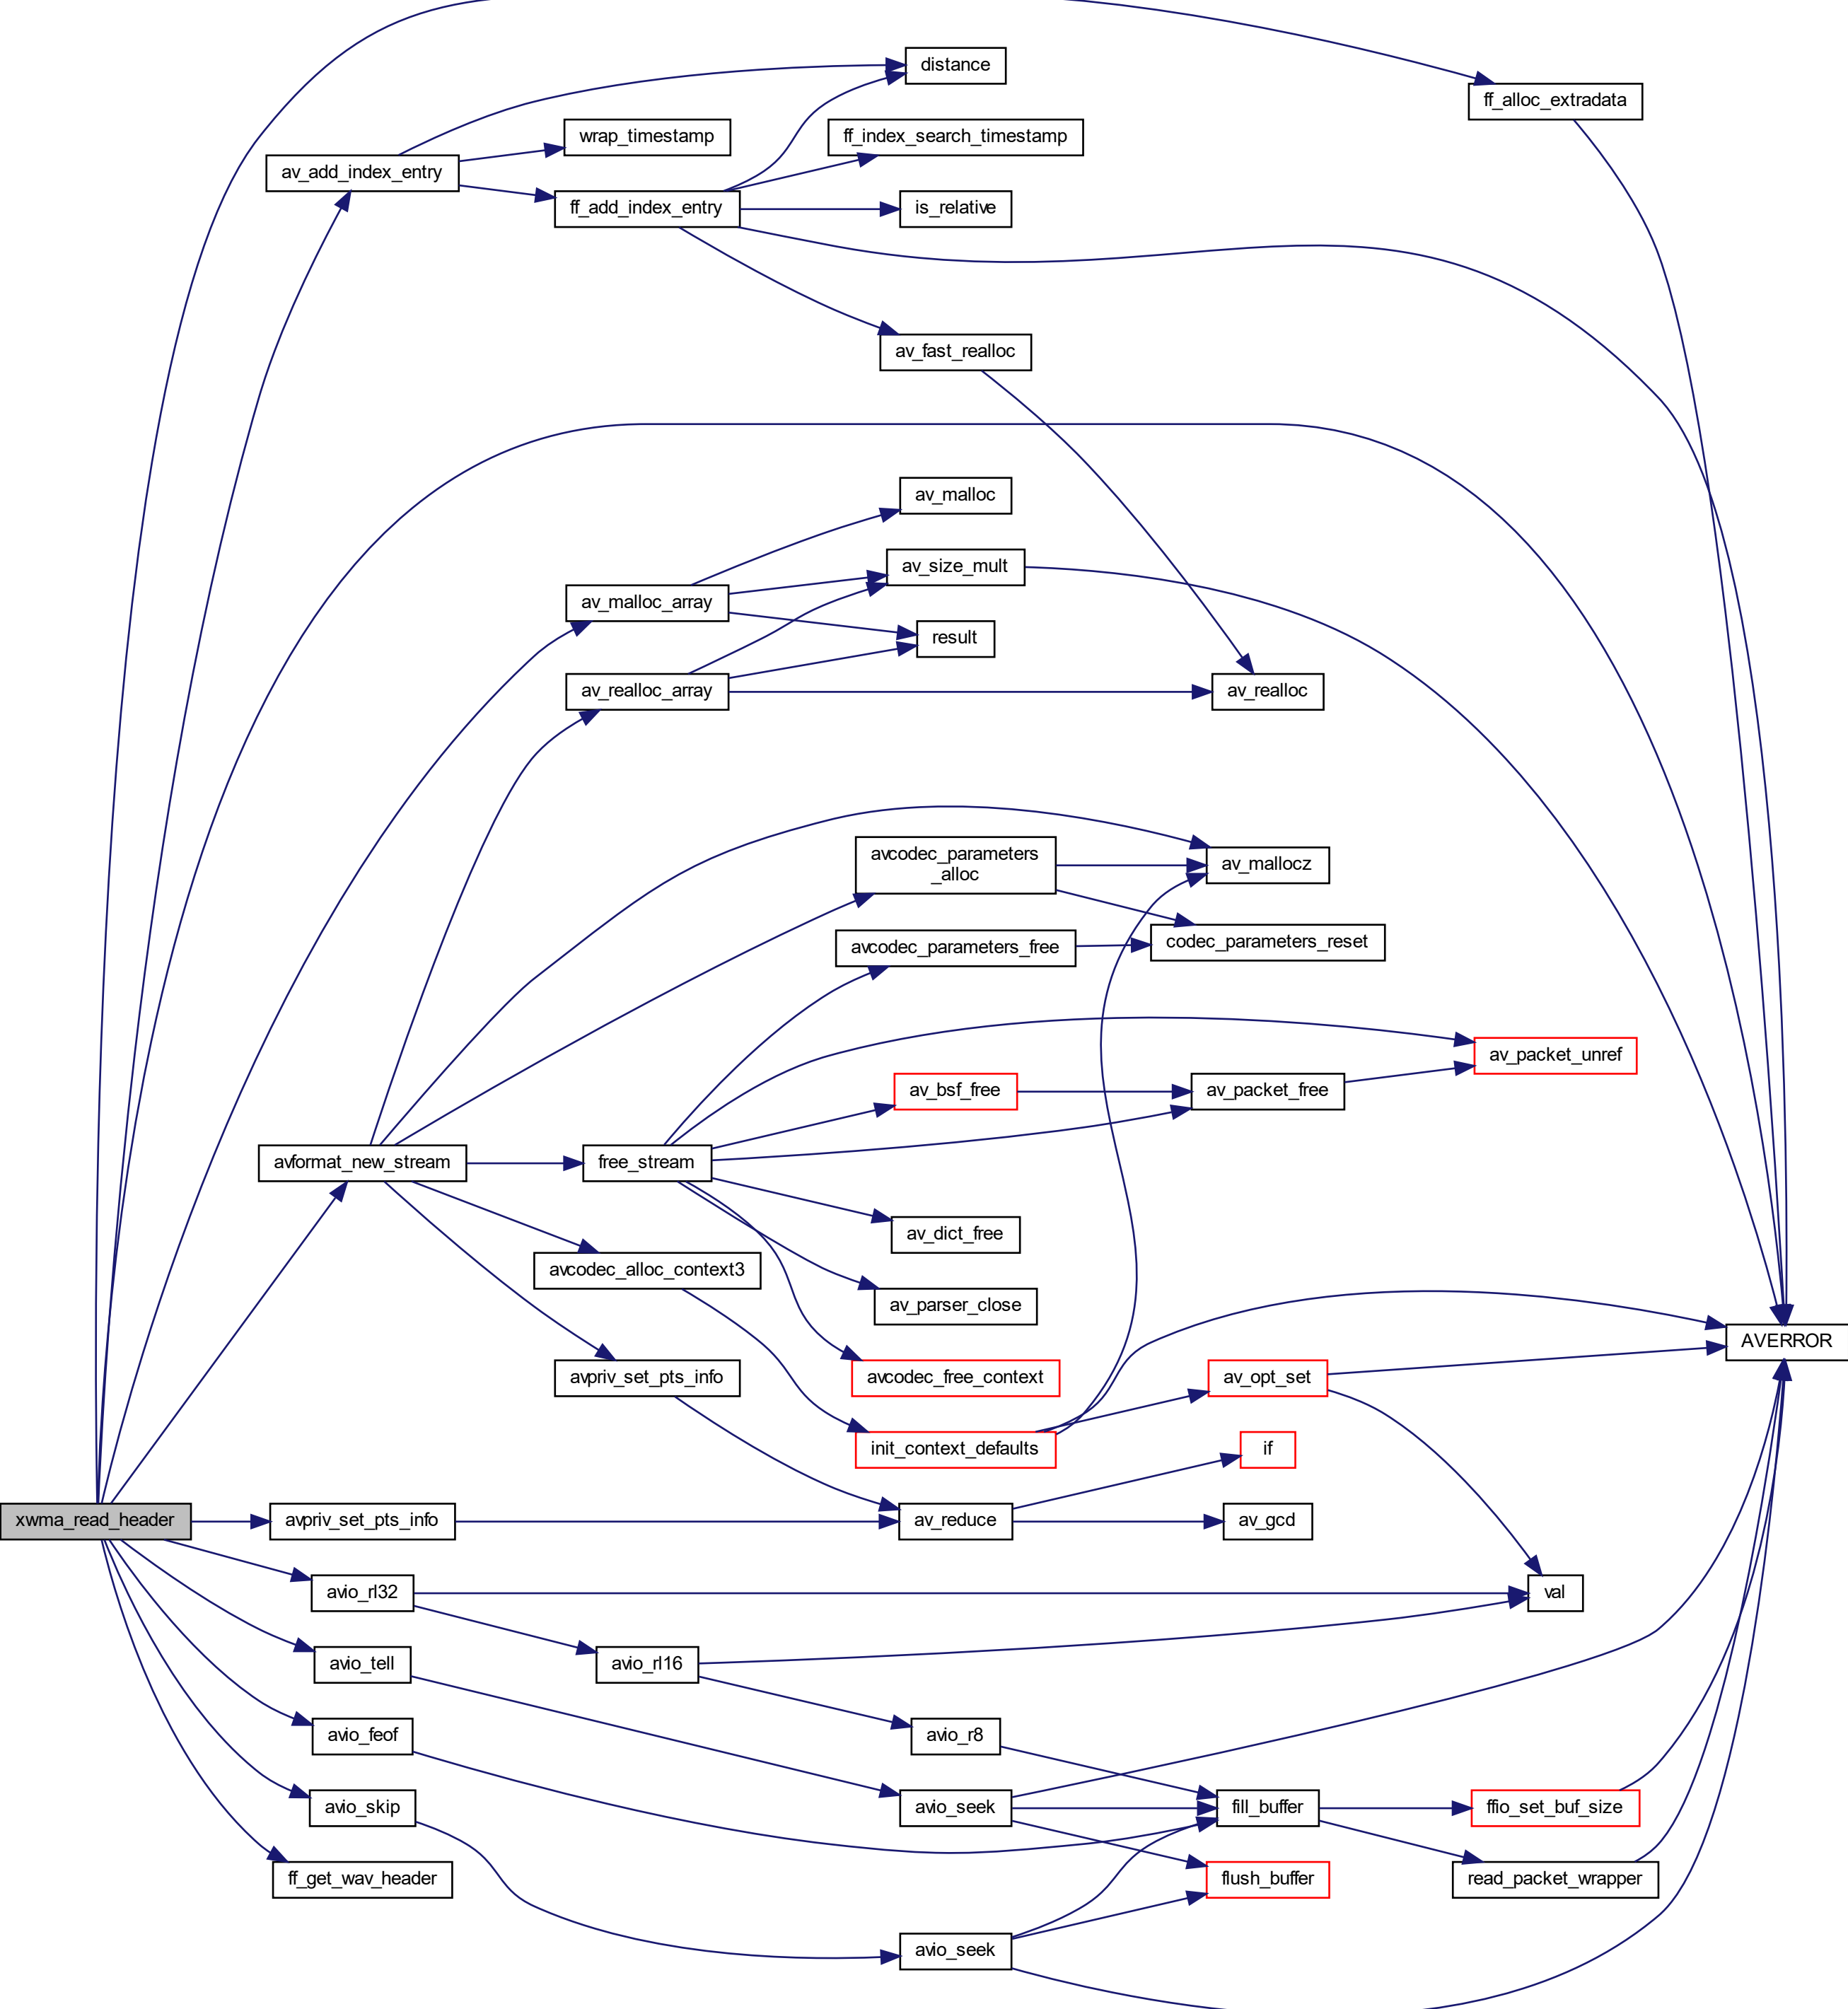 distance
ff_alloc_extradata
wrap_timestamp
ff_index_search_timestamp
av_add_index_entry
ff_add_index_entry
is_relative
av_fast_realloc
av_malloc
av_size_mult
av_malloc_array
result
av_realloc_array
av_realloc
avcodec_parameters
_alloc
av_mallocz
avcodec_parameters_free
codec_parameters_reset
av_packet_unref
av_bsf_free
av_packet_free
avformat_new_stream
free_stream
av_dict_free
avcodec_alloc_context3
av_parser_close
AVERROR
avpriv_set_pts_info
avcodec_free_context
av_opt_set
init_context_defaults
if
xwma_read_header
avpriv_set_pts_info
av_reduce
av_gcd
avio_rl32
val
avio_tell
avio_rl16
avio_feof
avio_r8
avio_skip
avio_seek
fill_buffer
ffio_set_buf_size
ff_get_wav_header
flush_buffer
read_packet_wrapper
avio_seek